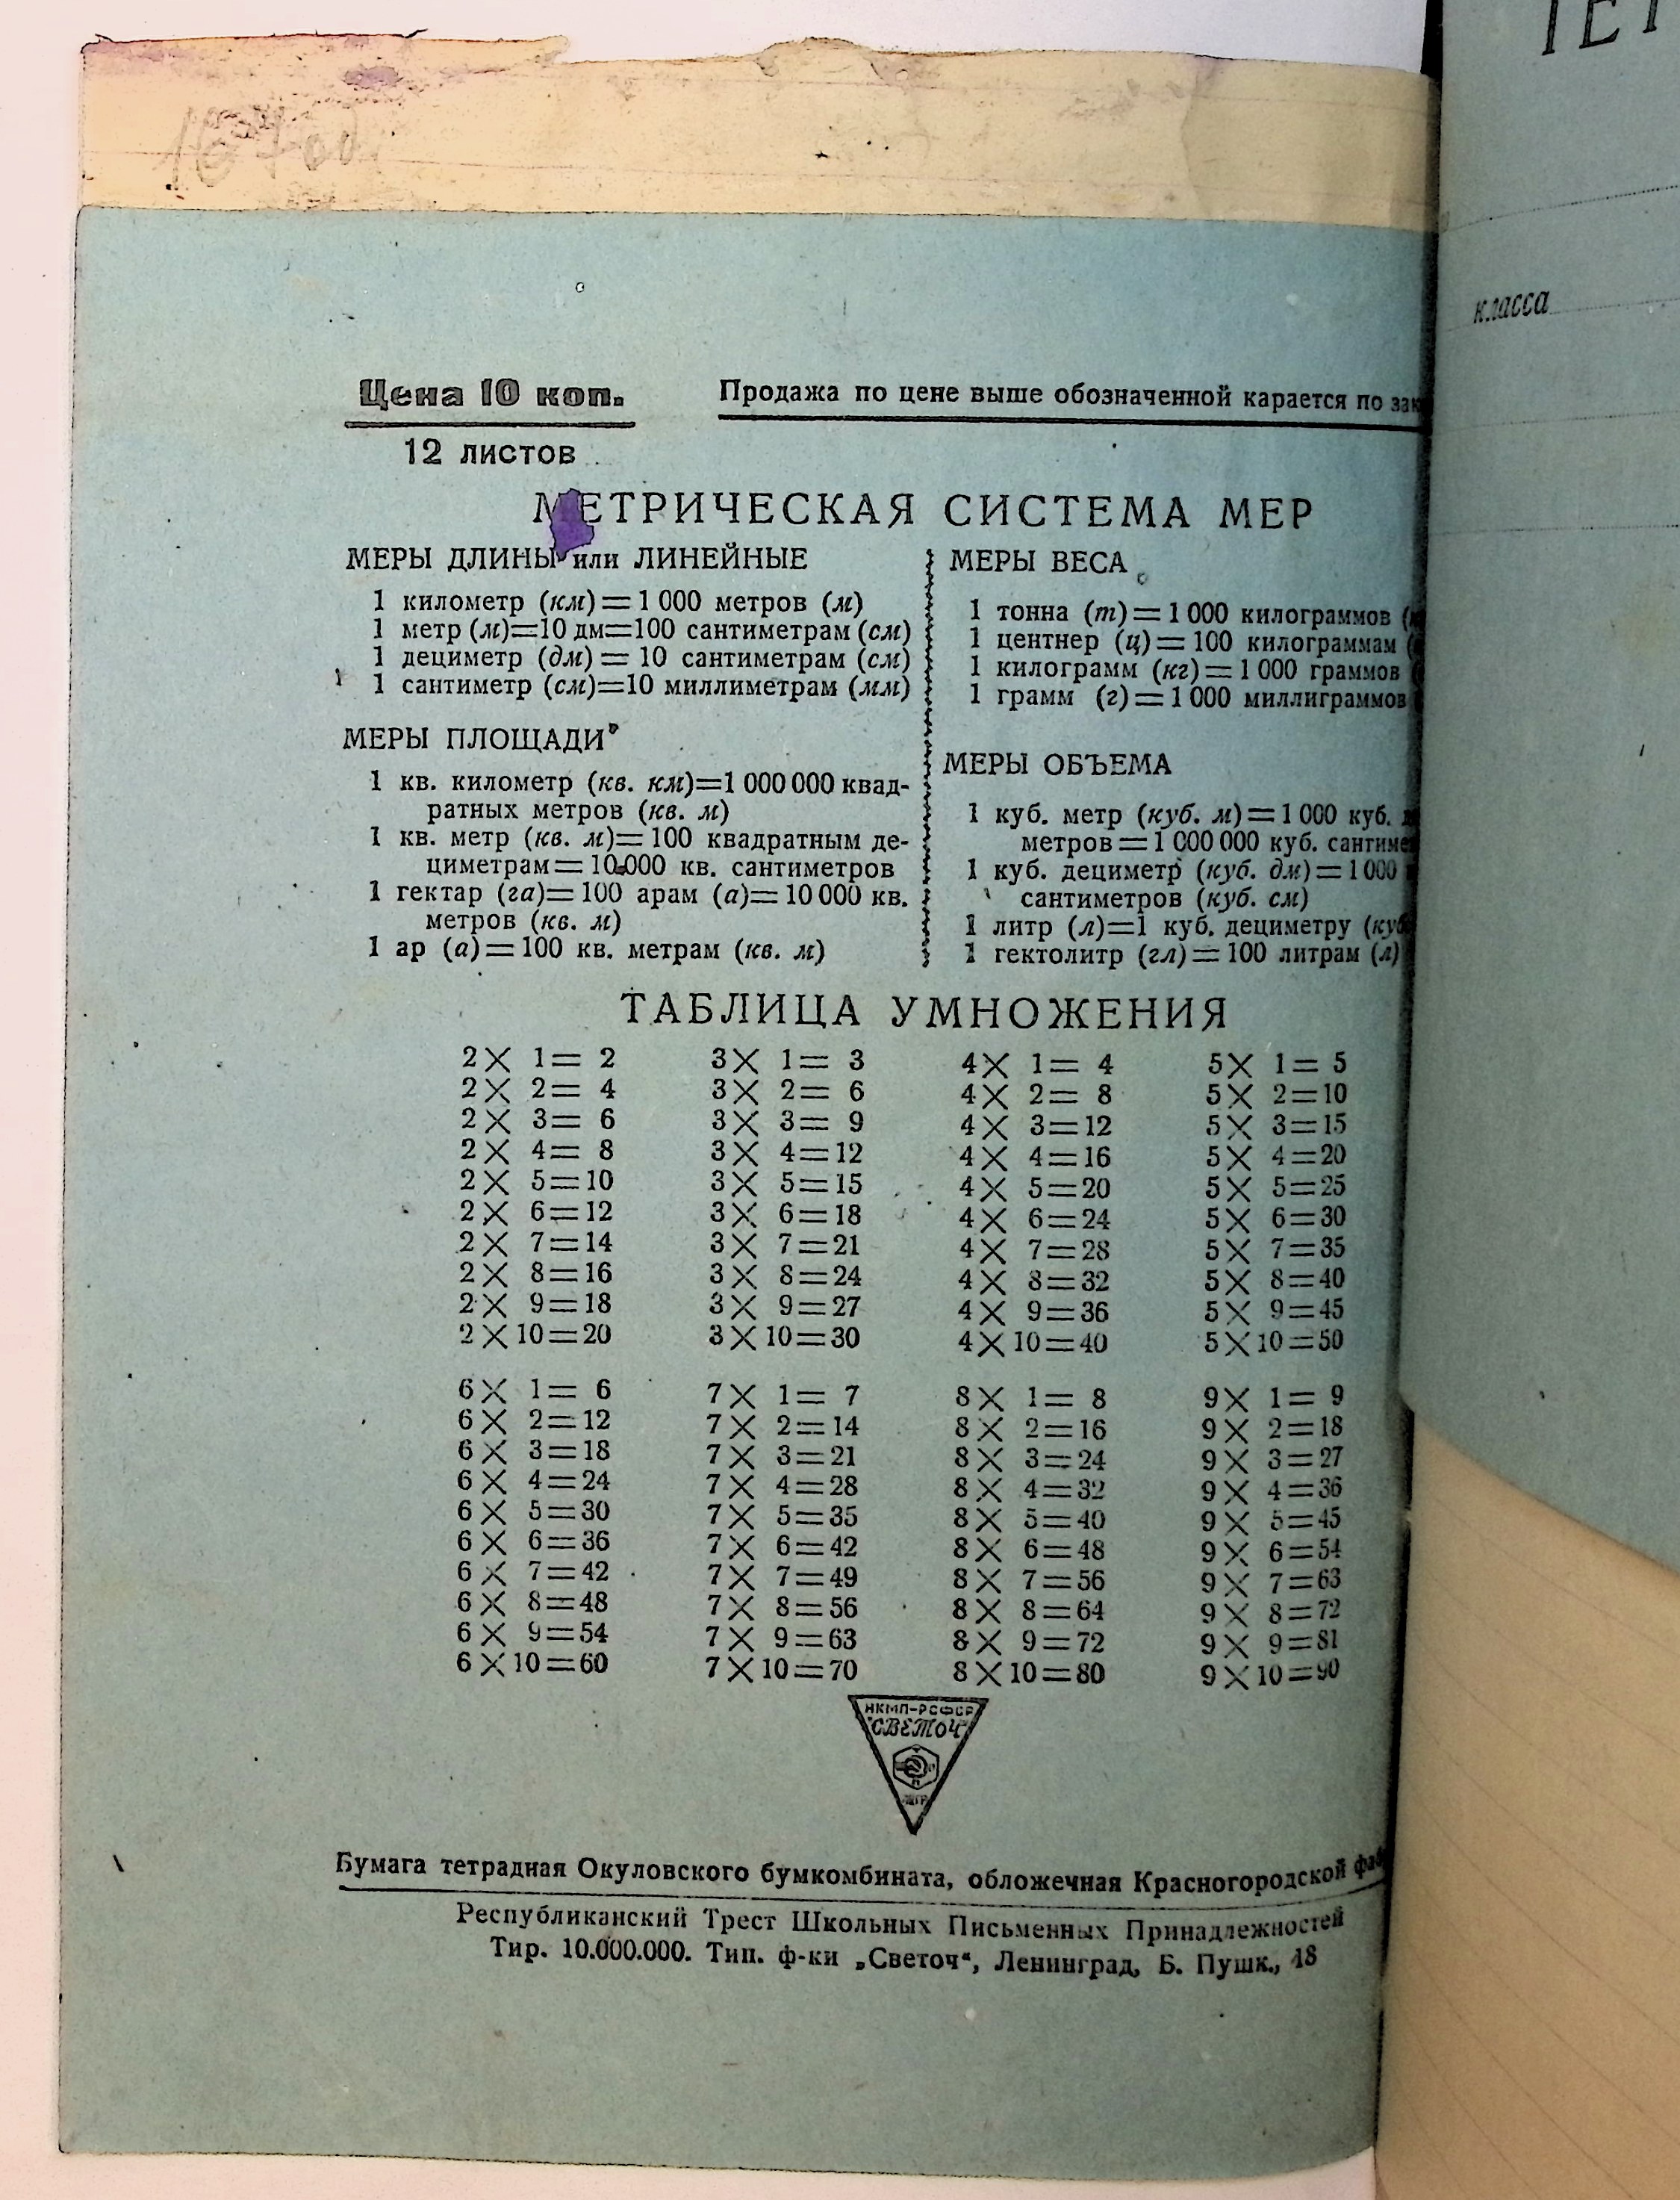 Цена 10 коп.
Продажа по цене выше обозначенной карается по
12 листов
МЕТРИЧЕСКАЯ СИСТЕМА МЕР
МЕРЫ ДЛИНЫ или ЛИНЕЙНЫЕ
1 километр (км)=1 000 метров (м)
1 метр (м)=10 дм=100 сантиметрам (см)
1 дециметр (дм)= 10 сантиметрам (см)
1 сантиметр (см)=10 миллиметрам (мм)
МЕРЫ ПЛОЩАДИ
1 кв. километр (кв. км)=1 000 000 квад-
ратных метров (кв. м)
1 кв. метр (кв. м)= 100 квадратным де-
циметрам= 10.000 кв. сантиметров
1 гектар (га)= 100 арам (а)= 10 000 кв.
метров (кв. м)
1 ар (а)= 100 кв. метрам (кв. м)
МЕРЫ ВЕСА
1 тонна (т)=1 000 килограммов
1 центнер (ц)= 100 килограммам
1 килограмм (кг)=1 000 граммов
1 грамм (г)=1 000 миллиграммов
МЕРЫ ОБЪЕМА
1 куб. метр (куб. м)=1 000 куб.
метров=1 000 000 куб.
1 куб. дециметр (куб. дм)=1 000
сантиметров (куб. см)
1 литр (л)=1 куб. дециметру
1 гектолитр (гл)=100 литрам (л)
ТАБЛИЦА УМНОЖЕНИЯ
2× 1= 2 3× 1= 3 4× 1= 4 5× 1= 5
2× 2= 4 3× 2= 6 4× 2= 8 5× 2=10
2× 3= 6 3× 3= 9 4× 3=12 5× 3=15
2× 4= 8 3× 4=12 4× 4=16 5× 4=20
2× 5=10 3× 5=15 4× 5=20 5× 5=25
2× 6=12 3× 6=18 4× 6=24 5× 6=30
2× 7=14 3× 7=21 4× 7=28 5× 7=35
2× 8=16 3× 8=24 4× 8=32 5× 8=40
2× 9=18 3× 9=27 4× 9=36 5× 9=45
2×10=20 3×10=30 4×10=40 5×10=50
6× 1= 6 7× 1= 7 8× 1= 8 9× 1= 9
6× 2=12 7× 2=14 8× 2=16 9× 2=18
6× 3=18 7× 3=21 8× 3=24 9× 3=27
6× 4=24 7× 4=28 8× 4=32 9× 4=36
6× 5=30 7× 5=35 8× 5=40 9× 5=45
6× 6=36 7× 6=42 8× 6=48 9× 6=54
6× 7=42 7× 7=49 8× 7=56 9× 7=63
6× 8=48 7× 8=56 8× 8=64 9× 8=72
6× 9=54 7× 9=63 8× 9=72 9× 9=81
6×10=60 7×10=70 8×10=80 9×10=90
НКМП-РСФСР
"СВЕТОЧ"
Бумага тетрадная Окуловского бумкомбината, обложечная Красногородской
Республиканский Трест Школьных Письменных Принадлежностей
Тир. 10.000.000. Тип. ф-ки „Светоч“, Ленинград, Б. Пушк., 18
класса